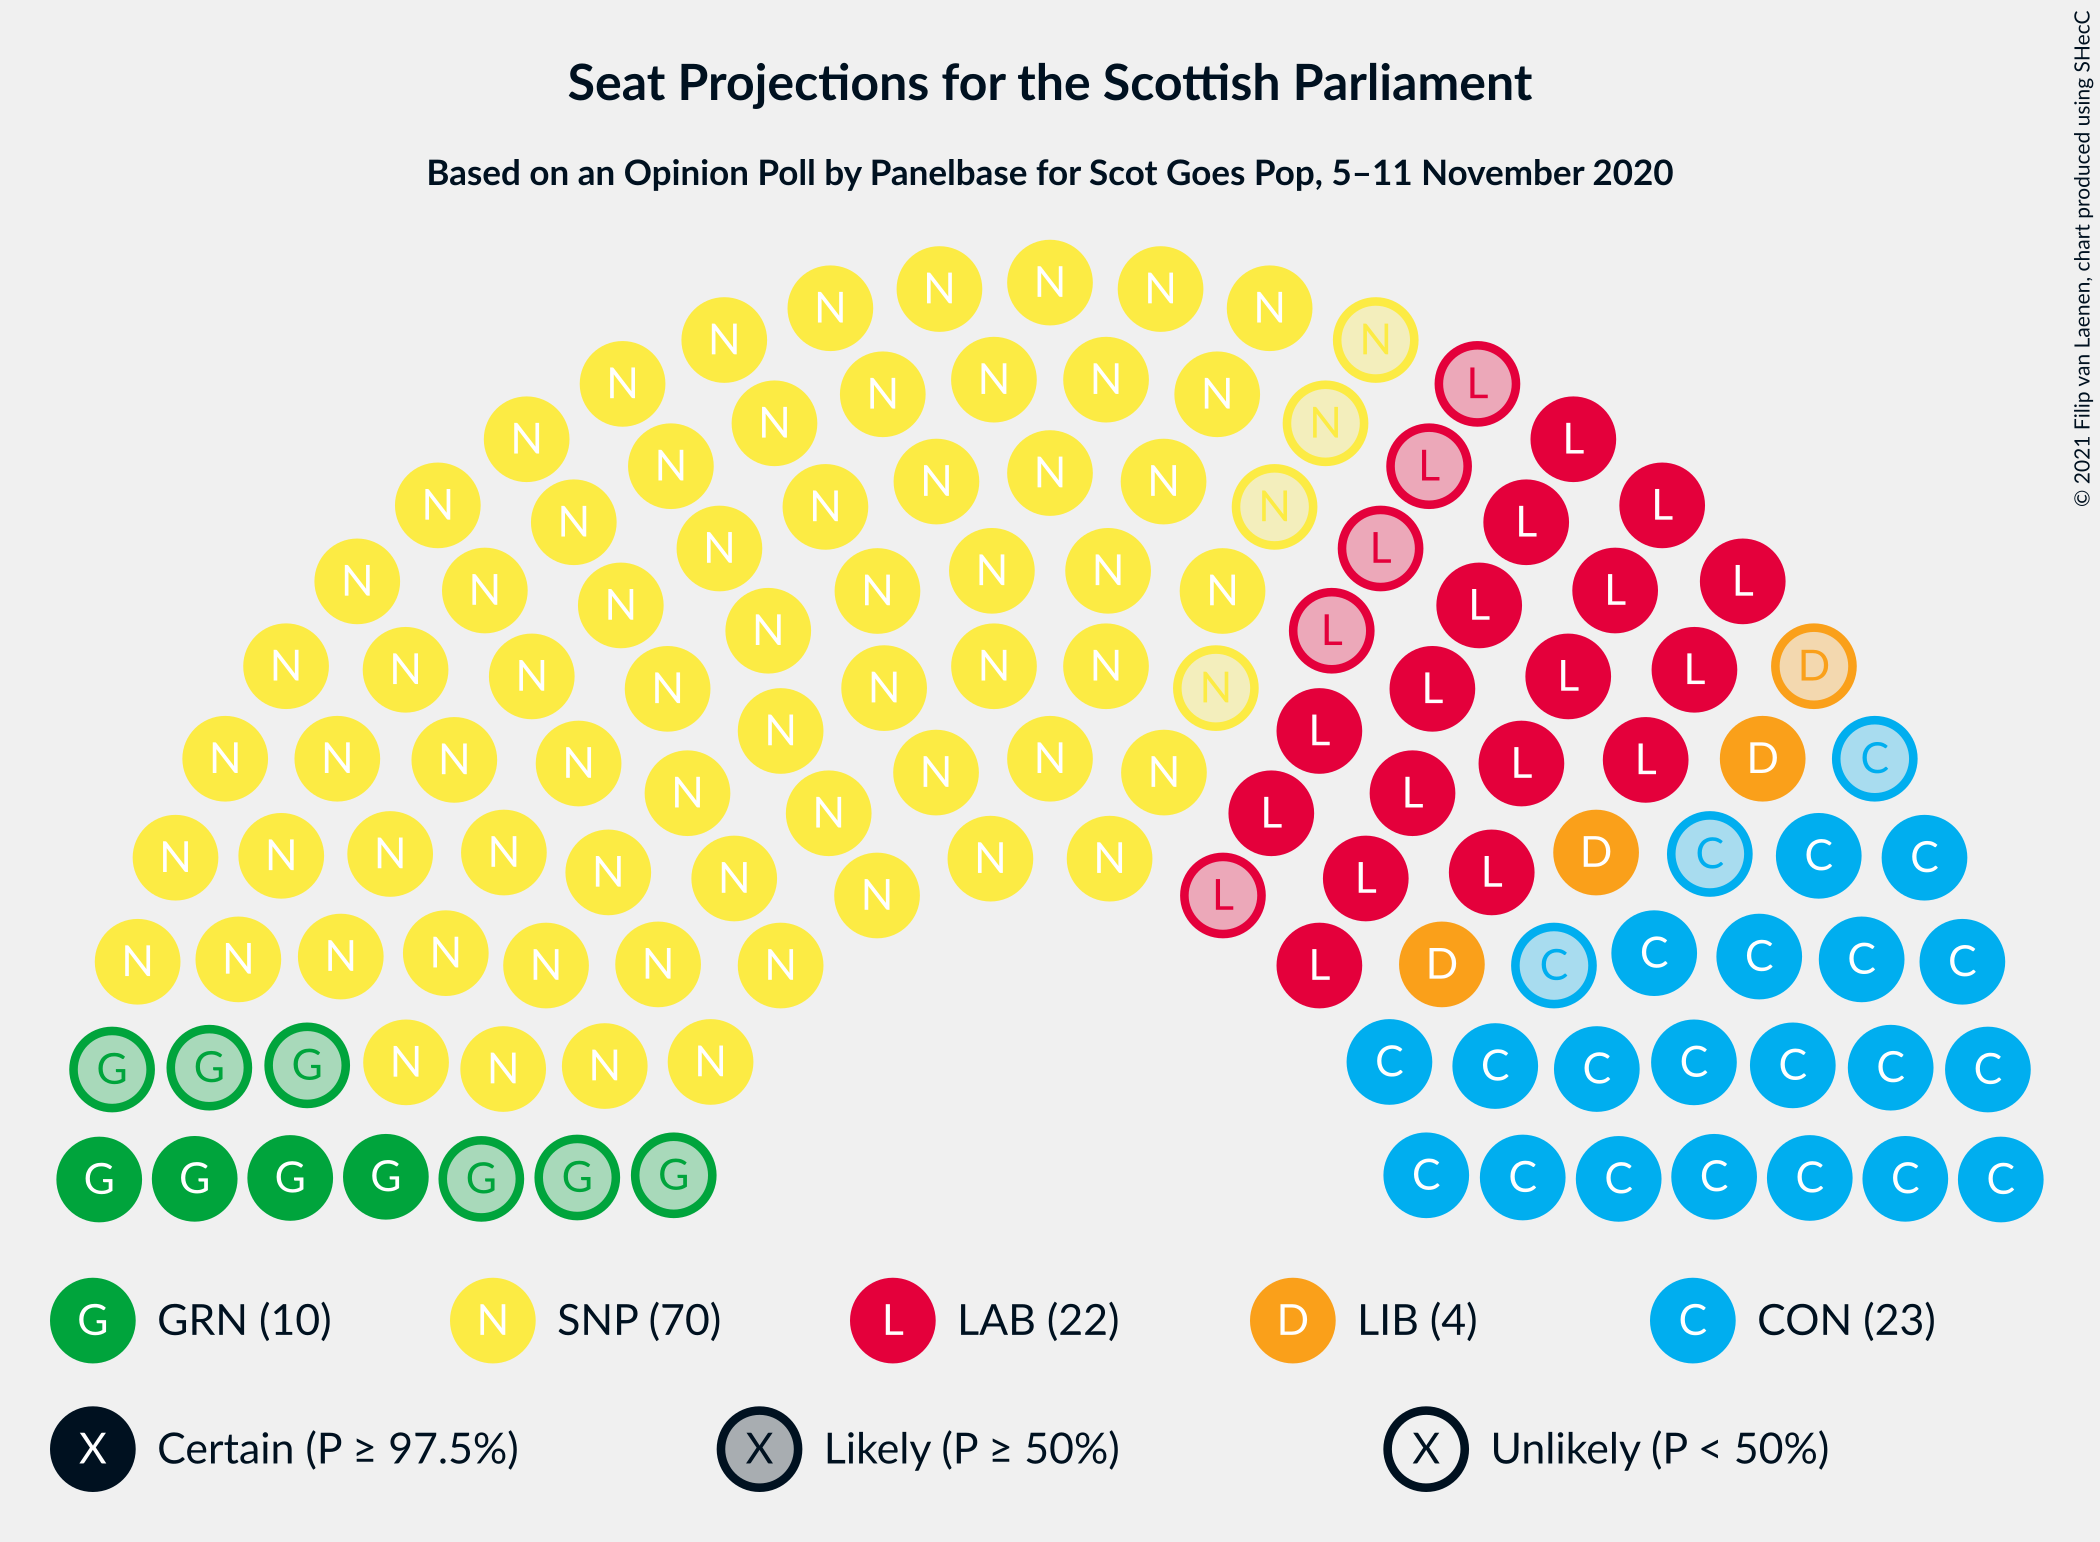 Seat Projections for the Scottish Parliament
Based on an Opinion Poll by Panelbase for Scot Goes Pop, 5–11 November 2020
© 2021 Filip van Laenen, chart produced using SHecC
N N N N N
N N N N
N N N N N L
N N N N L
N N N N N L
N N N N L L
N N N N L L
N N N N L L
N N N N N L L
N N N N L L
N N N N N L L D
N N N N L L
N N N N L L D C
N N N N N L L
N N N N N N L L L D C C C
N N N N N N N L D C C C C C
G G G N N N N C C C C C C C
G G G G G G G C C C C C C C
G GRN (10) N SNP (70) L LAB (22) D LIB (4) C CON (23)
X Certain (P ≥ 97.5%) X Likely (P ≥ 50%) X Unlikely (P < 50%)